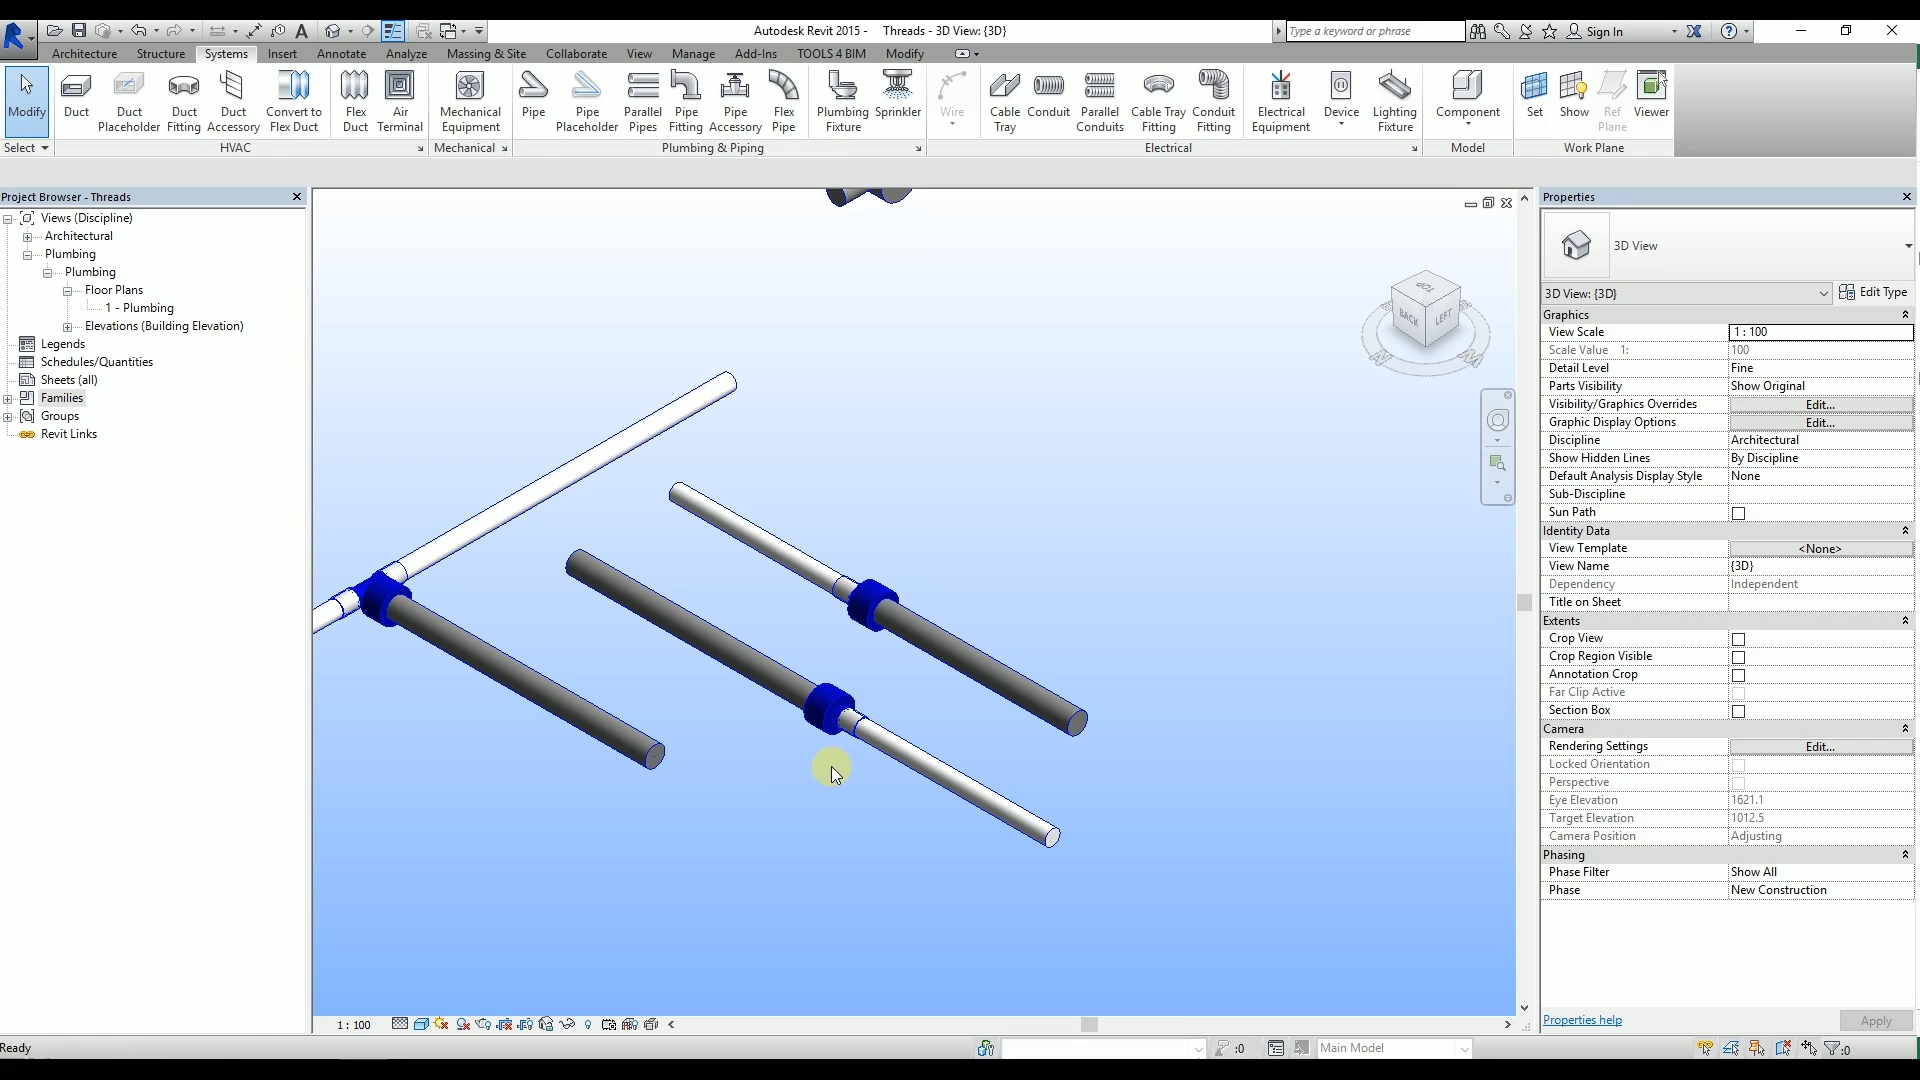 Autodesk Revit 2015 - Threads - 3D View: {3D}
Type a keyword or phrase
Sign In
Architecture Structure Systems Insert Annotate Analyze Massing & Site Collaborate View Manage Add-Ins TOOLS 4 BIM Modify
Modify
Duct
Duct Placeholder
Duct Fitting
Duct Accessory
Convert to Flex Duct
Flex Duct
Air Terminal
Mechanical Equipment
Pipe
Pipe Placeholder
Parallel Pipes
Pipe Fitting
Pipe Accessory
Flex Pipe
Plumbing Fixture
Sprinkler
Wire
Cable Tray
Conduit
Parallel Conduits
Cable Tray Fitting
Conduit Fitting
Electrical Equipment
Device
Lighting Fixture
Component
Set
Show
Ref Plane
Viewer
Select HVAC Mechanical Plumbing & Piping Electrical Model Work Plane
Project Browser - Threads
Views (Discipline)
Architectural
Plumbing
Plumbing
Floor Plans
1 - Plumbing
Elevations (Building Elevation)
Legends
Schedules/Quantities
Sheets (all)
Families
Groups
Revit Links
TOP
BACK
LEFT
Properties
3D View
3D View: {3D} Edit Type
Graphics
View Scale 1 : 100
Scale Value 1: 100
Detail Level Fine
Parts Visibility Show Original
Visibility/Graphics Overrides Edit...
Graphic Display Options Edit...
Discipline Architectural
Show Hidden Lines By Discipline
Default Analysis Display Style None
Sub-Discipline
Sun Path
Identity Data
View Template <None>
View Name {3D}
Dependency Independent
Title on Sheet
Extents
Crop View
Crop Region Visible
Annotation Crop
Far Clip Active
Section Box
Camera
Rendering Settings Edit...
Locked Orientation
Perspective
Eye Elevation 1621.1
Target Elevation 1012.5
Camera Position Adjusting
Phasing
Phase Filter Show All
Phase New Construction
Properties help Apply
1 : 100
Ready
:0
Main Model
:0